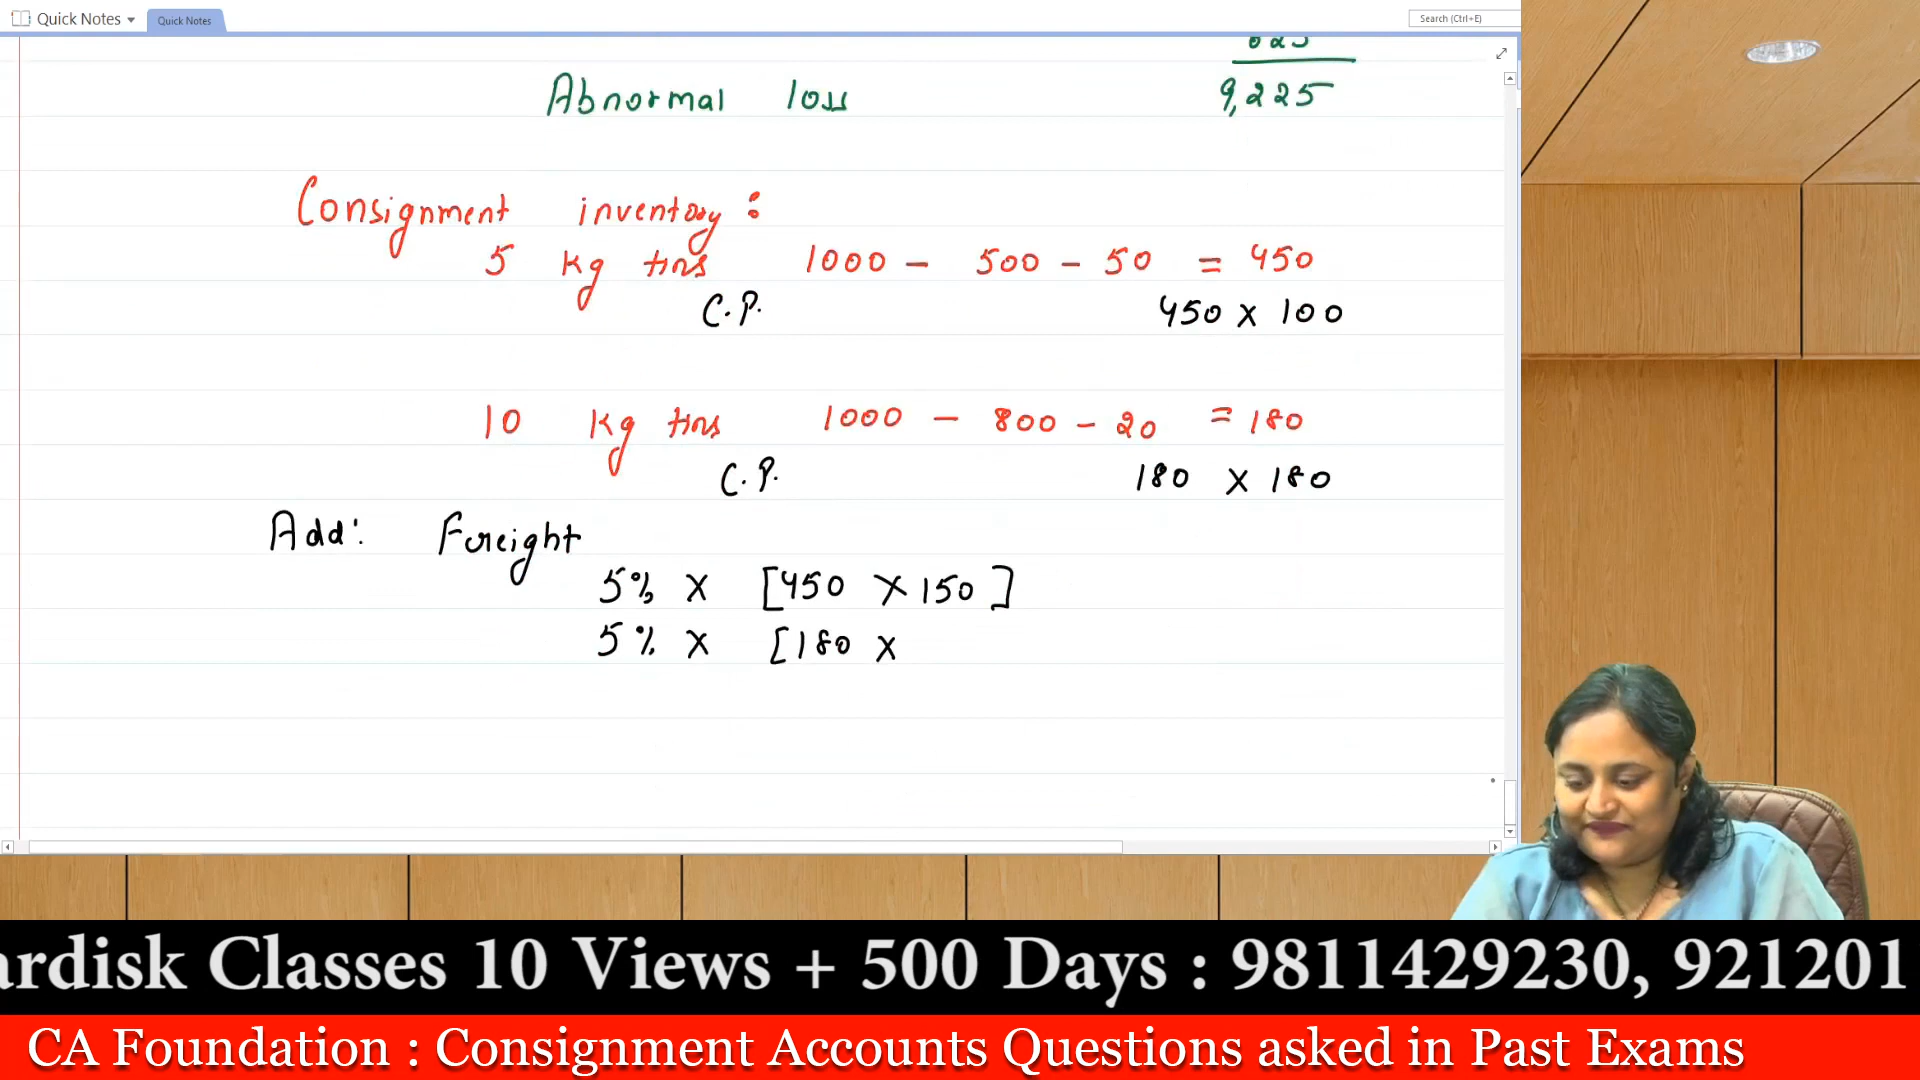 Quick Notes
Quick Notes
Search (Ctrl+E)
Abnormal loss 9,225
Consignment inventory :
5 kg tins 1000 - 500 - 50 = 450
C.P. 450 x 100
10 kg tins 1000 - 800 - 20 = 180
C.P. 180 x 180
Add: Freight
5% x [450 x 150]
5% x [180 x
ardisk Classes 10 Views + 500 Days : 9811429230, 921201
CA Foundation : Consignment Accounts Questions asked in Past Exams